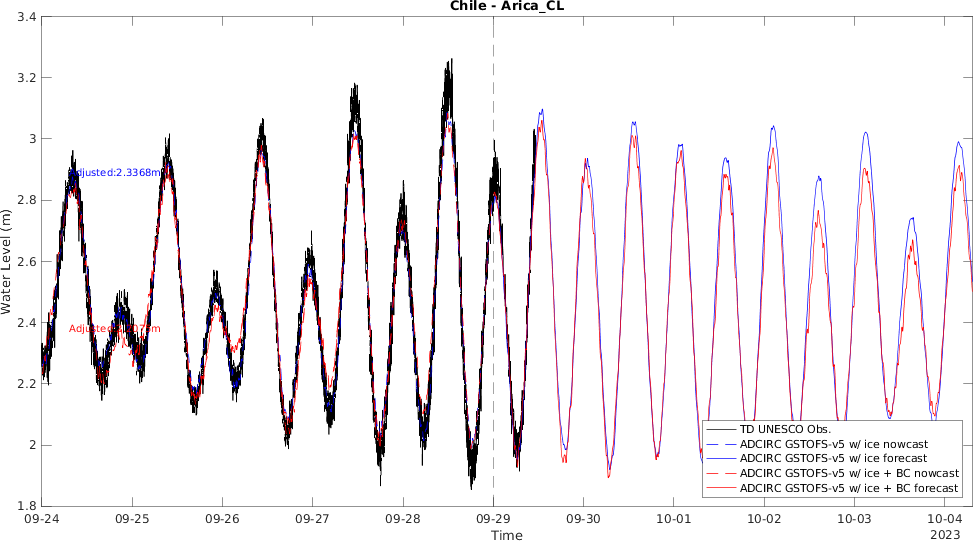 Chile - Arica_CL
3.4
3.2
3
2.8
2.6
2.4
2.2
2
1.8
Water Level (m)
Adjusted:2.3368m
TD UNESCO Obs.
ADCIRC GSTOFS-v5 w/ ice nowcast
ADCIRC GSTOFS-v5 w/ ice forecast
ADCIRC GSTOFS-v5 w/ ice + BC nowcast
ADCIRC GSTOFS-v5 w/ ice + BC forecast
09-24 09-25 09-26 09-27 09-28 09-29 09-30 10-01 10-02 10-03 10-04
Time
2023